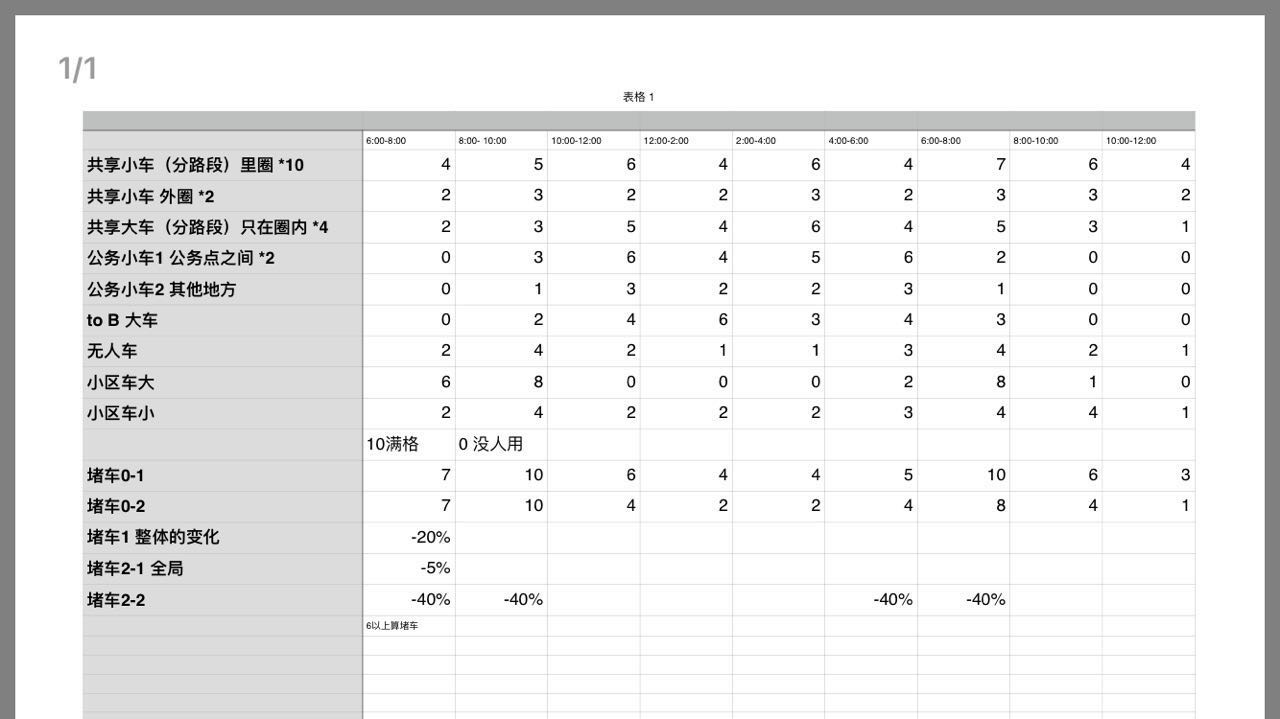 1/1
表格 1
6:00-8:00 8:00- 10:00 10:00-12:00 12:00-2:00 2:00-4:00 4:00-6:00 6:00-8:00 8:00-10:00 10:00-12:00
共享小车（分路段）里圈 *10 4 5 6 4 6 4 7 6 4
共享小车 外圈 *2 2 3 2 2 3 2 3 3 2
共享大车（分路段）只在圈内 *4 2 3 5 4 6 4 5 3 1
公务小车1 公务点之间 *2 0 3 6 4 5 6 2 0 0
公务小车2 其他地方 0 1 3 2 2 3 1 0 0
to B 大车 0 2 4 6 3 4 3 0 0
无人车 2 4 2 1 1 3 4 2 1
小区车大 6 8 0 0 0 2 8 1 0
小区车小 2 4 2 2 2 3 4 4 1
10满格 0 没人用
堵车0-1 7 10 6 4 4 5 10 6 3
堵车0-2 7 10 4 2 2 4 8 4 1
堵车1 整体的变化 -20%
堵车2-1 全局 -5%
堵车2-2 -40% -40% -40% -40%
6以上算堵车